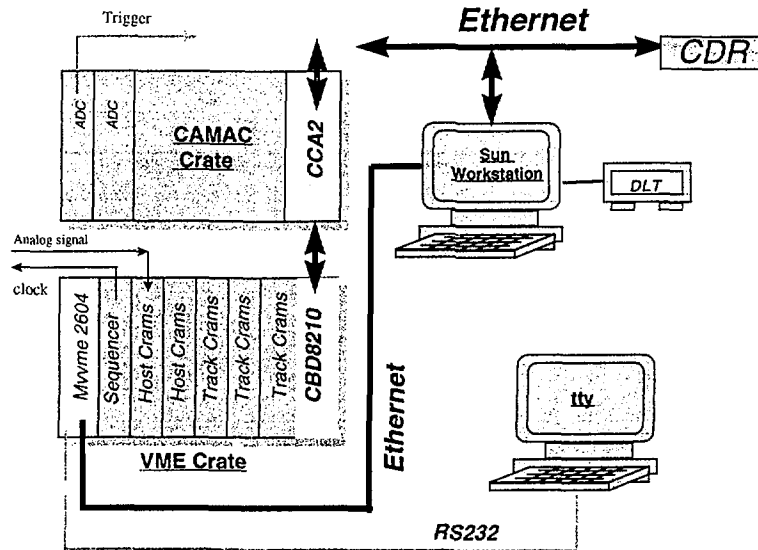 Trigger
Ethernet
CDR
ADC
ADC
CAMAC
Crate
CCA2
Sun
Workstation
DLT
Analog signal
clock
Mvvme 2604
Sequencer
Host Crams
Host Crams
Track Crams
Track Crams
Track Crams
CBD8210
Ethernet
tty
VME Crate
RS232